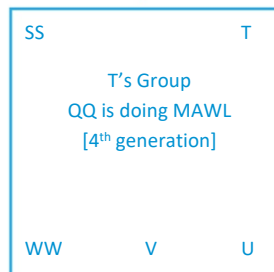 SS T
T’s Group
QQ is doing MAWL
[4th generation]
WW V U